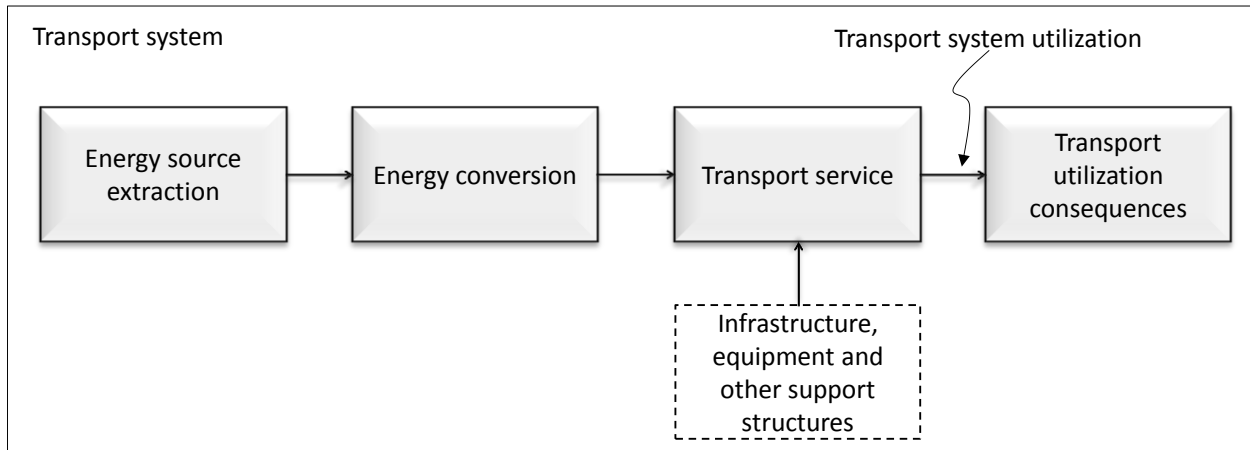 Transport system
Transport system utilization
Energy source
extraction
Energy conversion
Transport service
Transport
utilization
consequences
Infrastructure,
equipment and
other support
structures